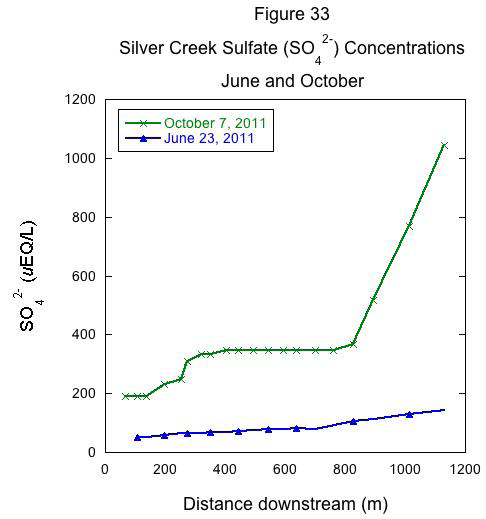 Figure 33
Silver Creek Sulfate (SO4 2-) Concentrations
June and October
1200
October 7, 2011
June 23, 2011
1000
800
SO4 2- (uEQ/L)
600
400
200
0
0 200 400 600 800 1000 1200
Distance downstream (m)